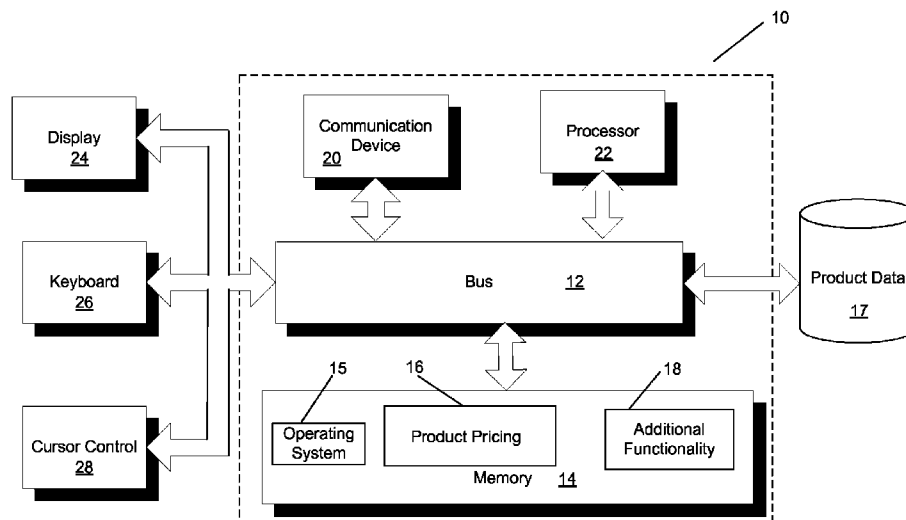 10
Display
24
Communication
Device
20
Processor
22
Keyboard
26
Bus 12
Product Data
17
15
16
18
Operating
System
Product Pricing
Additional
Functionality
Memory 14
Cursor Control
28